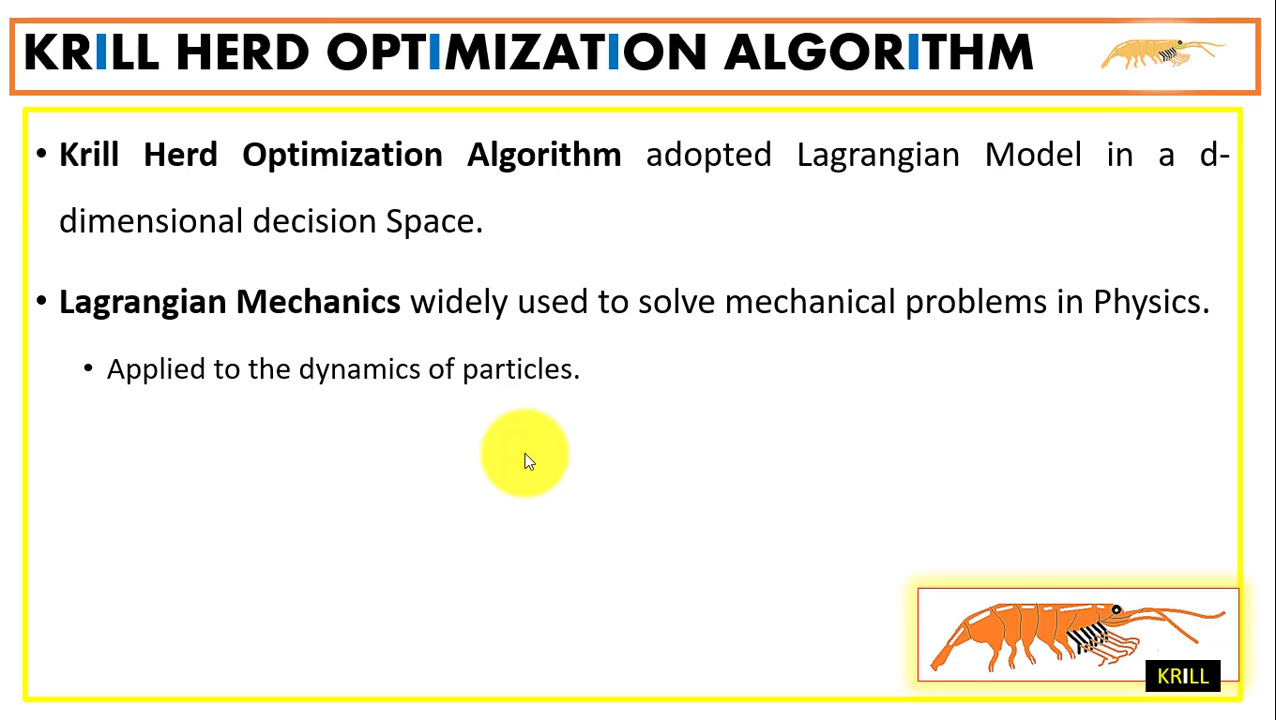 KRILL HERD OPTIMIZATION ALGORITHM
• Krill Herd Optimization Algorithm adopted Lagrangian Model in a d-
dimensional decision Space.
• Lagrangian Mechanics widely used to solve mechanical problems in Physics.
• Applied to the dynamics of particles.
KRILL